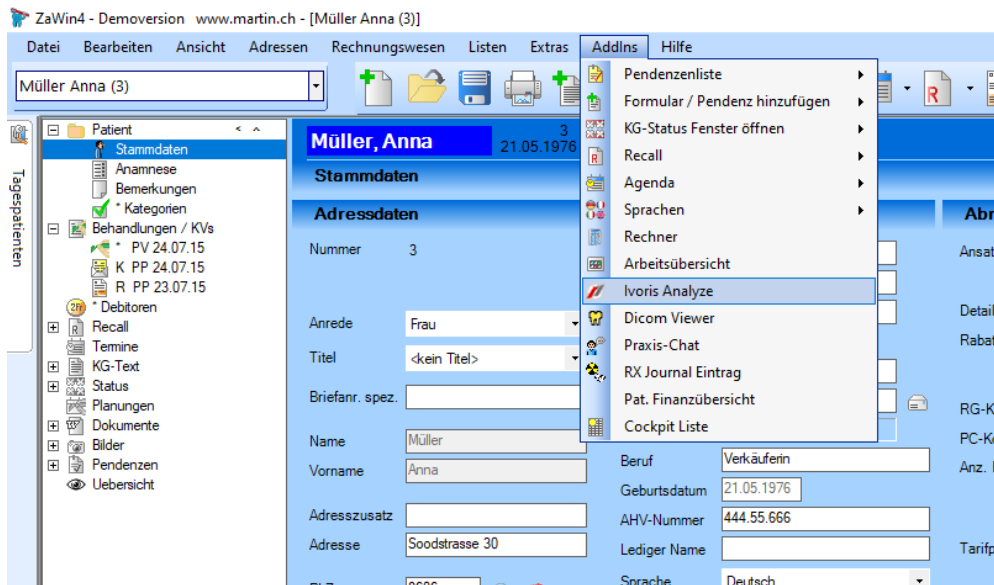 ZaWin4 - Demoversion www.martin.ch - [Müller Anna (3)]
Datei Bearbeiten Ansicht Adressen Rechnungswesen Listen Extras AddIns Hilfe
Müller Anna (3)
Tagespatienten
Patient
Stammdaten
Anamnese
Bemerkungen
* Kategorien
Behandlungen / KVs
* PV 24.07.15
K PP 24.07.15
R PP 23.07.15
* Debitoren
Recall
Termine
KG-Text
Status
Planungen
Dokumente
Bilder
Pendenzen
Uebersicht
Müller, Anna
3
21.05.1976
Stammdaten
Adressdaten
Nummer 3
Anrede Frau
Titel <kein Titel>
Briefanr. spez.
Name Müller
Vorname Anna
Adresszusatz
Adresse Soodstrasse 30
Pendenzenliste
Formular / Pendenz hinzufügen
KG-Status Fenster öffnen
Recall
Agenda
Sprachen
Rechner
Arbeitsübersicht
Ivoris Analyze
Dicom Viewer
Praxis-Chat
RX Journal Eintrag
Pat. Finanzübersicht
Cockpit Liste
Beruf Verkäuferin
Geburtsdatum 21.05.1976
AHV-Nummer 444.55.666
Lediger Name
Sprache Deutsch
Abr
Ansat
Detail
Rabat
RG-K
PC-K
Anz.
Tarifp